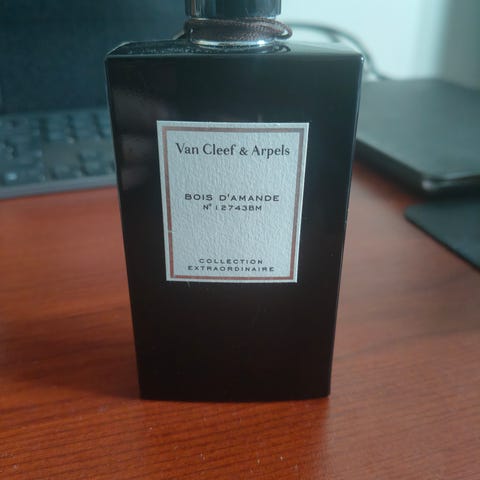 Van Cleef & Arpels
BOIS D'AMANDE
N° 12743BM
COLLECTION
EXTRAORDINAIRE